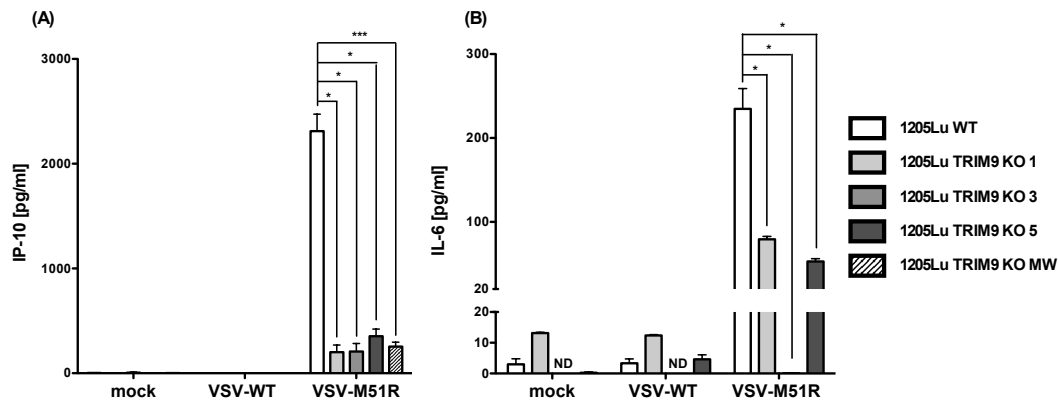 (A)
***
*
*
*
3000
2000
1000
0
IP-10 [pg/ml]
mock
VSV-WT
VSV-M51R
(B)
*
*
*
300
200
100
20
20
10
0
IL-6 [pg/ml]
ND
ND
mock
VSV-WT
VSV-M51R
1205Lu WT
1205Lu TRIM9 KO 1
1205Lu TRIM9 KO 3
1205Lu TRIM9 KO 5
1205Lu TRIM9 KO MW